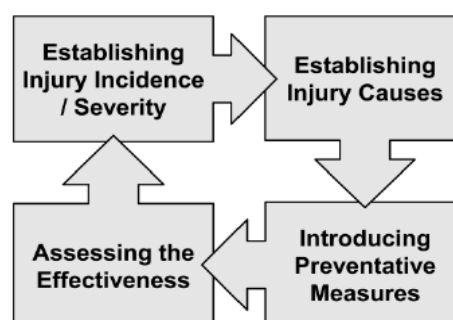 Establishing
Injury Incidence
/ Severity
Establishing
Injury Causes
Introducing
Preventative
Measures
Assessing the
Effectiveness